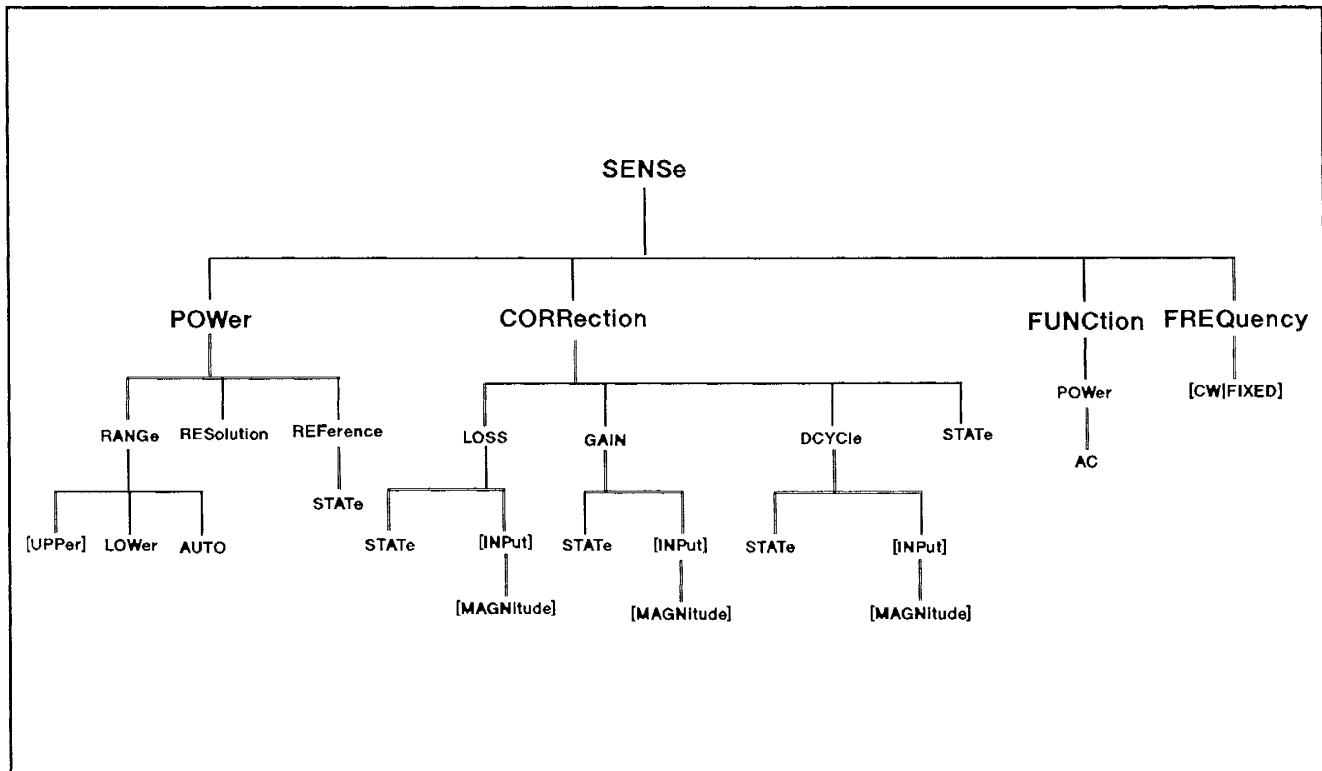 SENSe
POWer CORRection FUNCtion FREQuency
RANGe RESolution REFerence LOSS GAIN DCYCle STATe POWer [CW|FIXED]
STATe AC
[UPPer] LOWer AUTO STATe [INPut] STATe [INPut] STATe [INPut]
[MAGNitude] [MAGNitude] [MAGNitude]